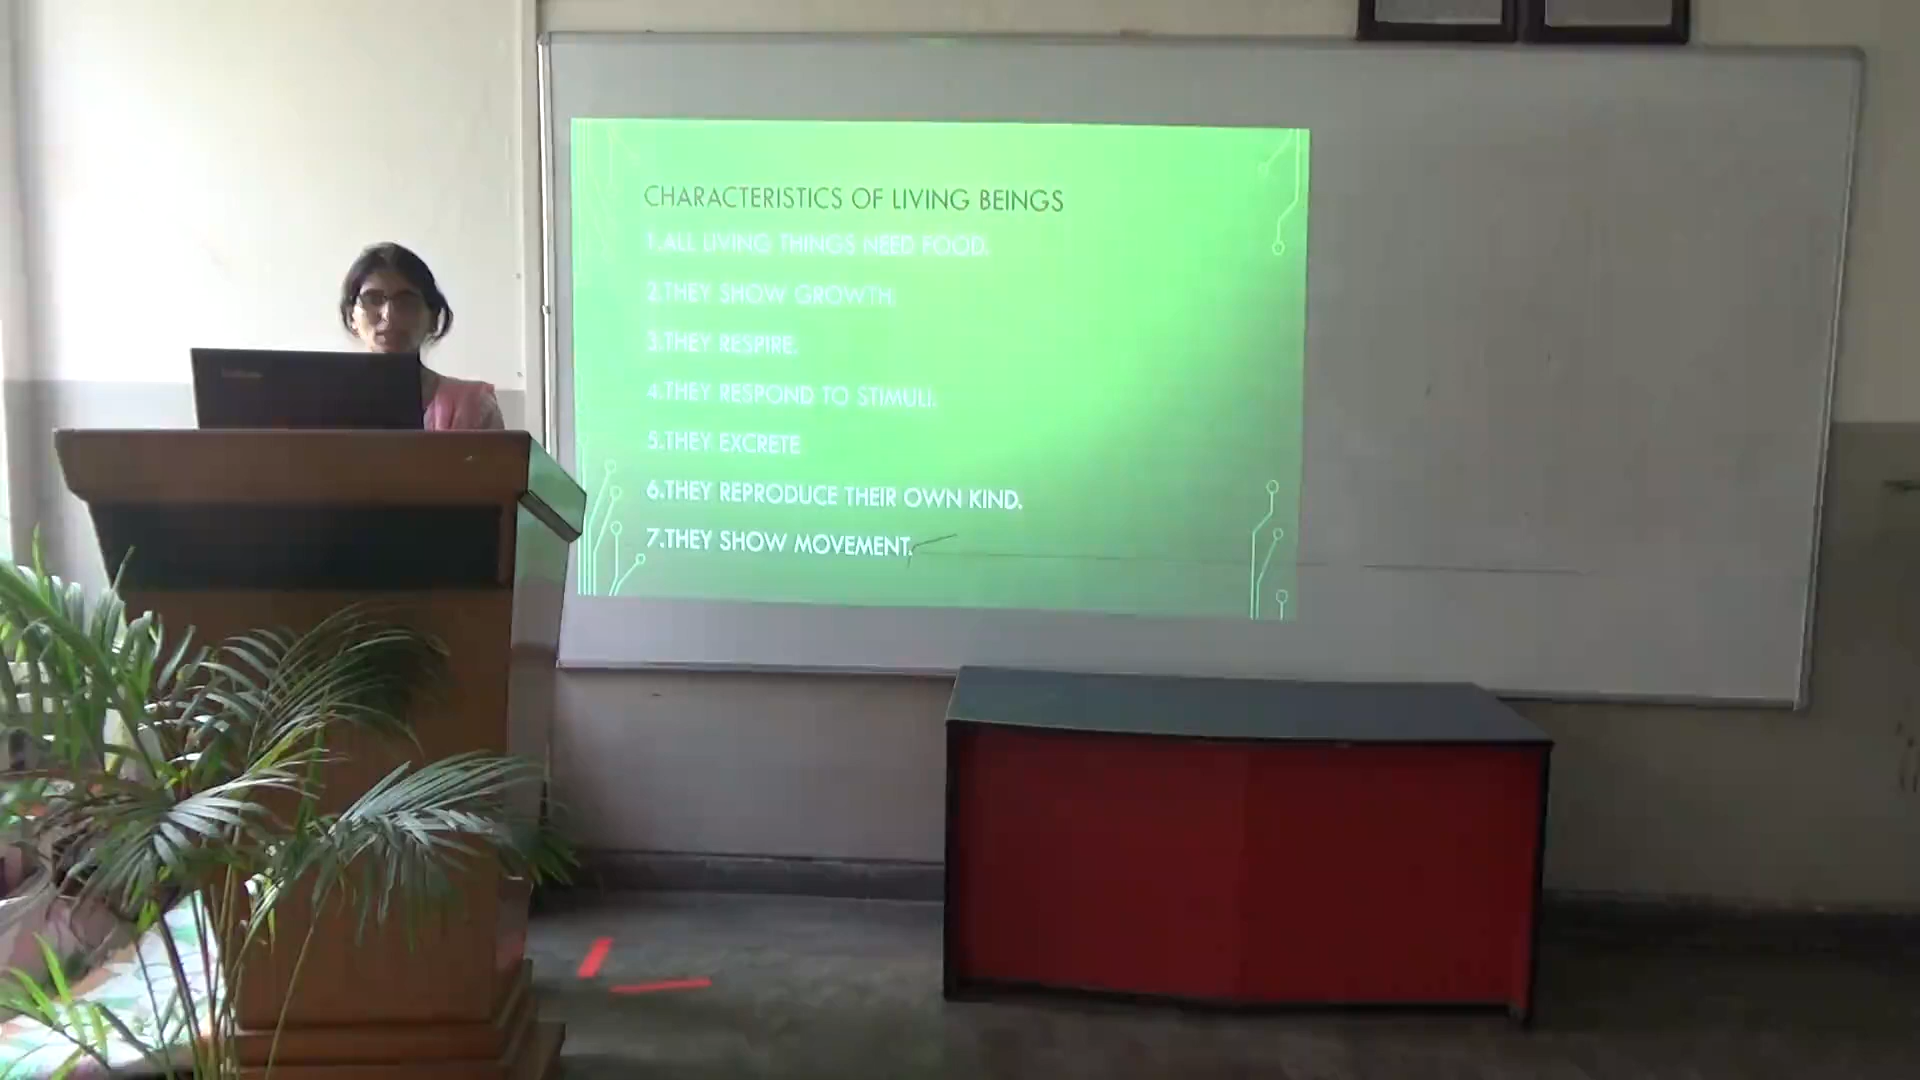 CHARACTERISTICS OF LIVING BEINGS
1.ALL LIVING THINGS NEED FOOD.
2.THEY SHOW GROWTH.
3.THEY RESPIRE.
4.THEY RESPOND TO STIMULI.
5.THEY EXCRETE
6.THEY REPRODUCE THEIR OWN KIND.
7.THEY SHOW MOVEMENT.